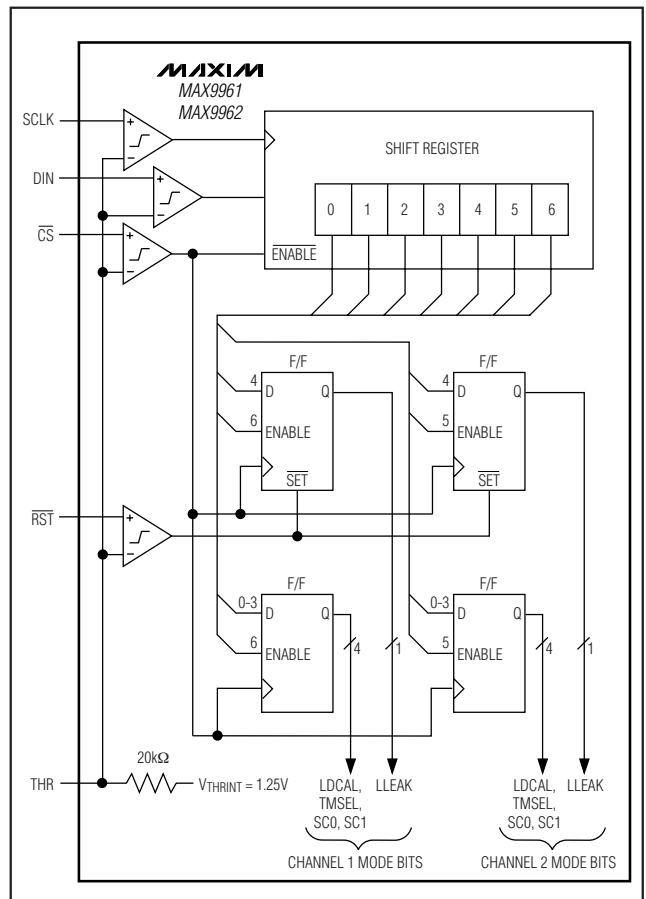 MAXIM
MAX9961
MAX9962
SCLK
+
−
SHIFT REGISTER
DIN
+
−
0 1 2 3 4 5 6
CS
+
−
ENABLE
F/F
4 D Q
6 ENABLE
SET
F/F
4 D Q
5 ENABLE
SET
RST
+
−
F/F
0-3 D Q
6 ENABLE
4 1
F/F
0-3 D Q
5 ENABLE
4 1
20kΩ
THR
VTHRINT = 1.25V
LDCAL,
TMSEL,
SC0, SC1
LLEAK
CHANNEL 1 MODE BITS
LDCAL,
TMSEL,
SC0, SC1
LLEAK
CHANNEL 2 MODE BITS